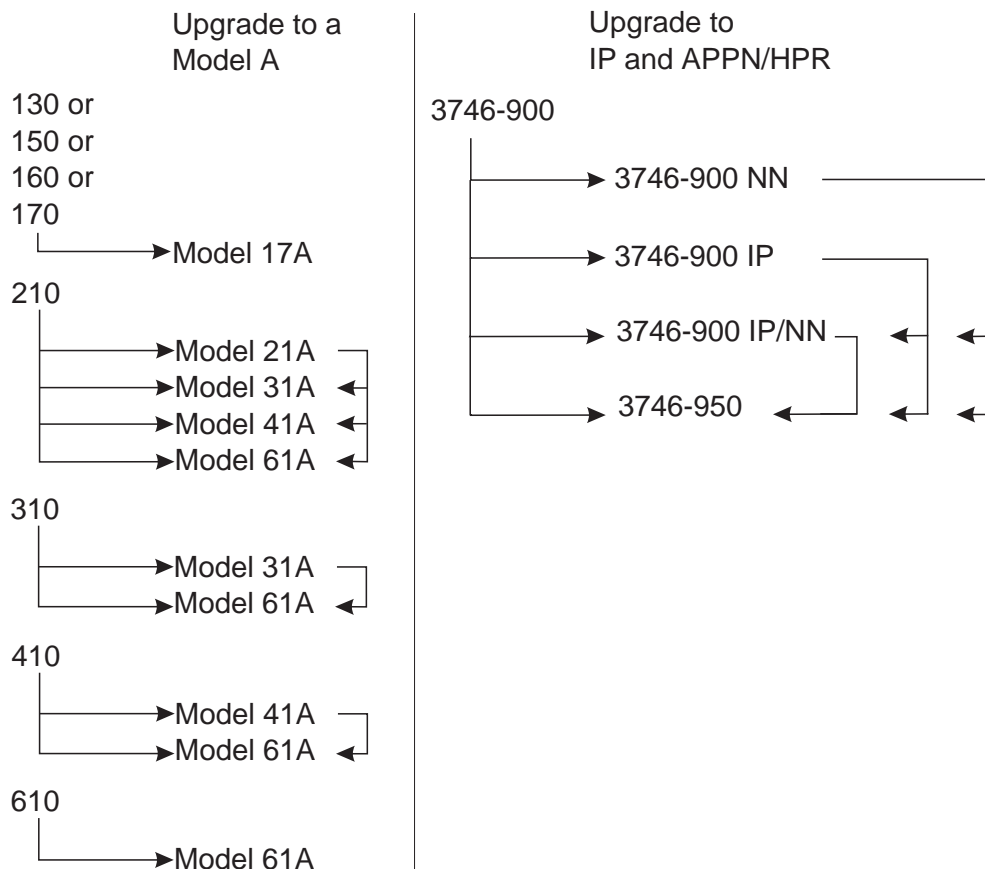 Upgrade to a
Model A
130 or
150 or
160 or
170
Model 17A
210
Model 21A
Model 31A
Model 41A
Model 61A
310
Model 31A
Model 61A
410
Model 41A
Model 61A
610
Model 61A
Upgrade to
IP and APPN/HPR
3746-900
3746-900 NN
3746-900 IP
3746-900 IP/NN
3746-950